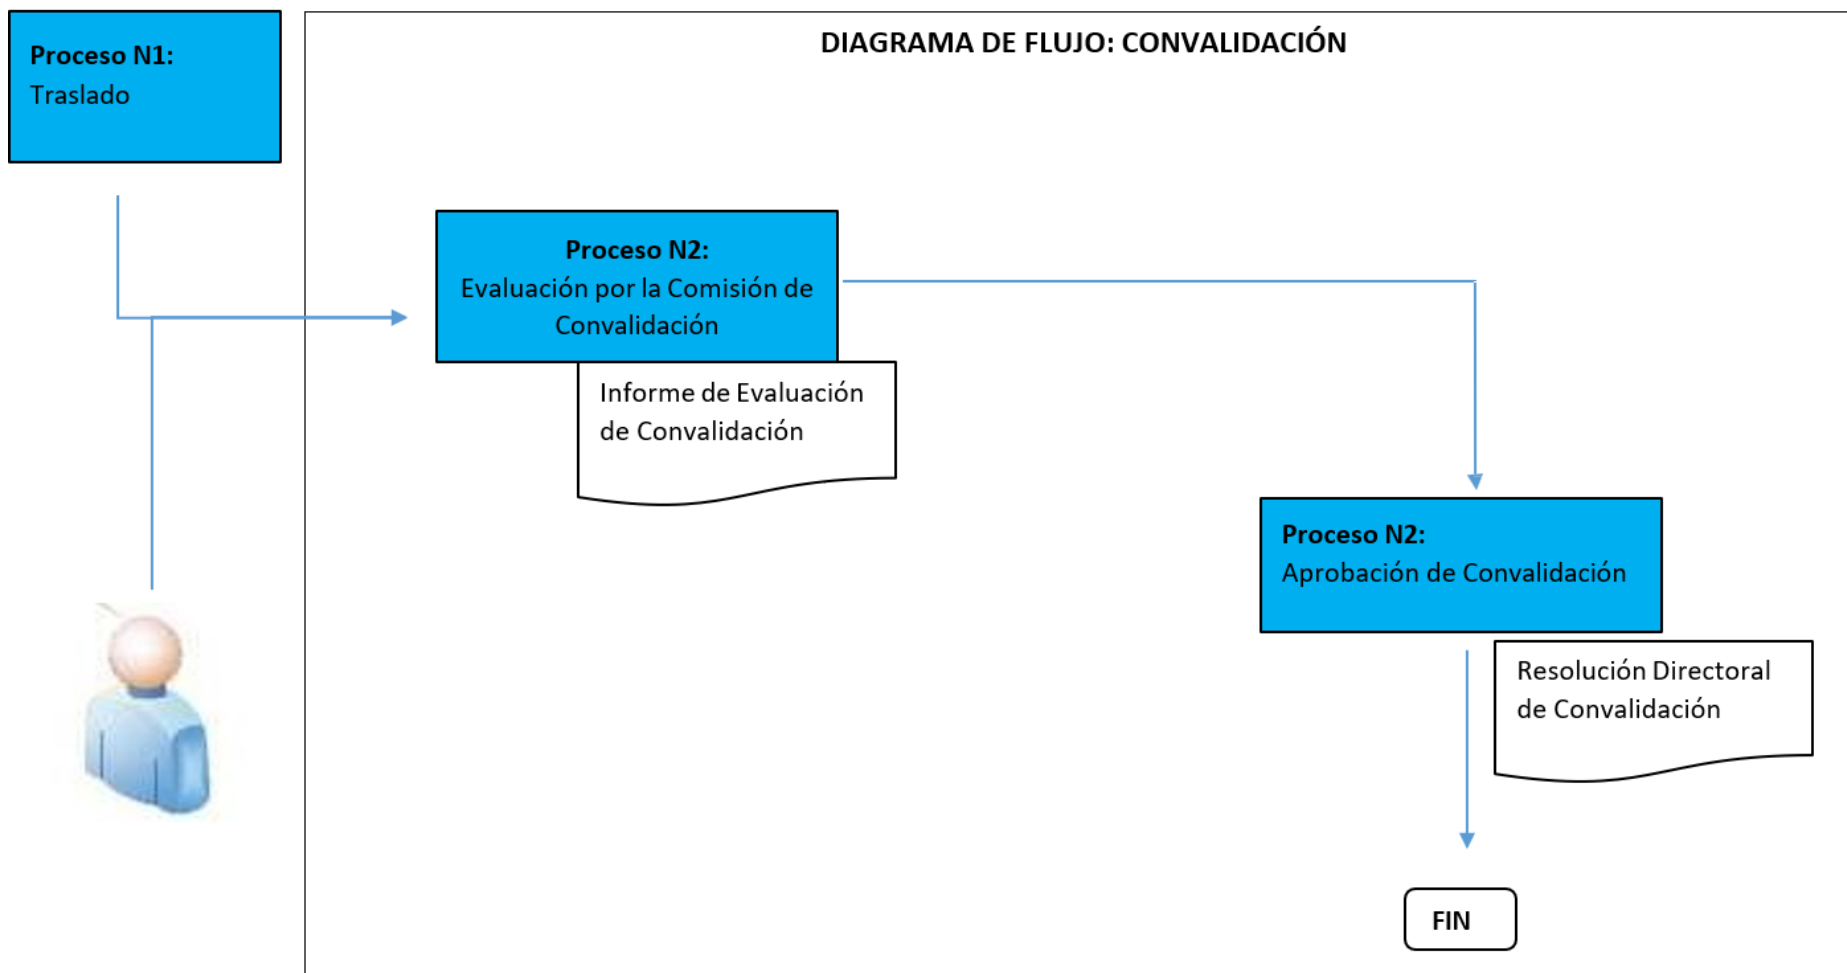 Proceso N1:
Traslado
DIAGRAMA DE FLUJO: CONVALIDACIÓN
Proceso N2:
Evaluación por la Comisión de
Convalidación
Informe de Evaluación
de Convalidación
Proceso N2:
Aprobación de Convalidación
Resolución Directoral
de Convalidación
FIN